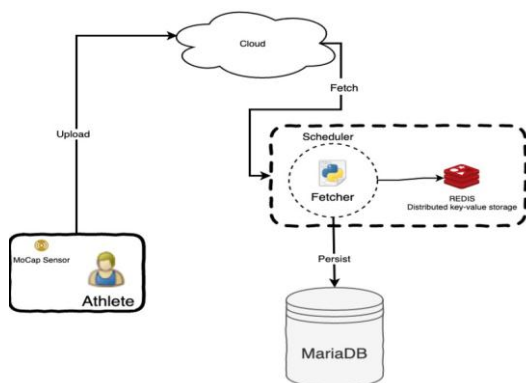 Cloud
Fetch
Upload
Scheduler
Fetcher
REDIS
Distributed key-value storage
MoCap Sensor
Athlete
Persist
MariaDB